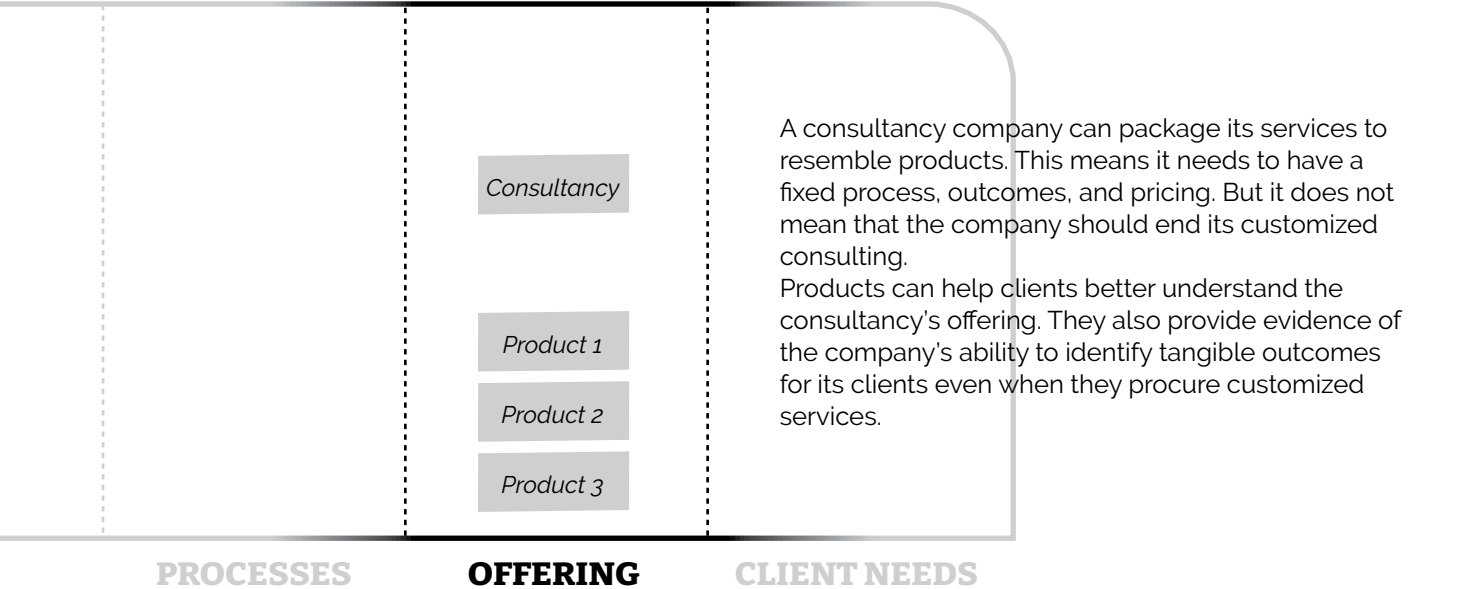 Consultancy
Product 1
Product 2
Product 3
A consultancy company can package its services to
resemble products. This means it needs to have a
fixed process, outcomes, and pricing. But it does not
mean that the company should end its customized
consulting.
Products can help clients better understand the
consultancy’s offering. They also provide evidence of
the company’s ability to identify tangible outcomes
for its clients even when they procure customized
services.
PROCESSES
OFFERING
CLIENT NEEDS